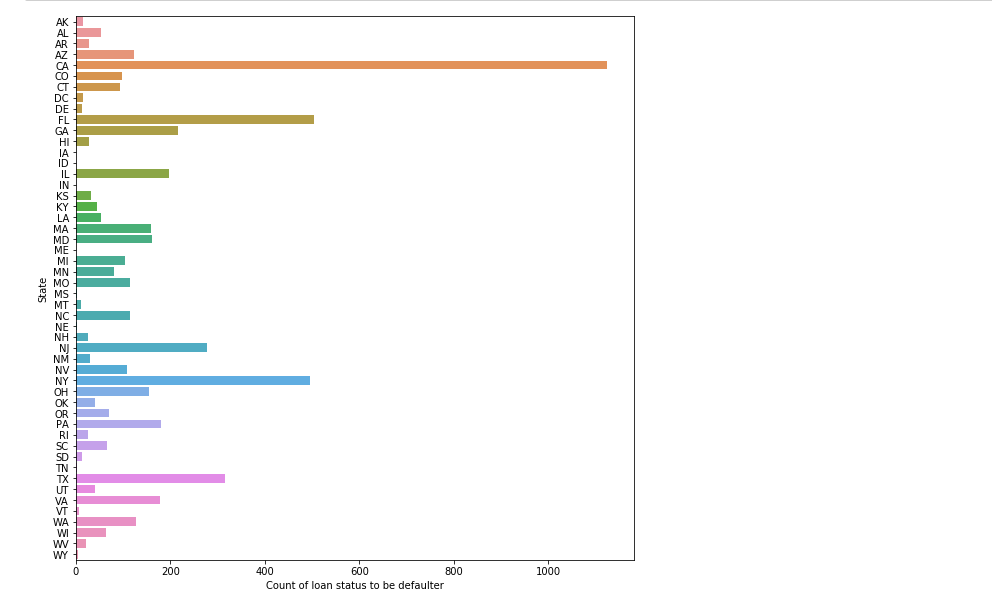 AK
AL
AR
AZ
CA
CO
CT
DC
DE
FL
GA
HI
IA
ID
IL
IN
KS
KY
LA
MA
MD
ME
MI
MN
MO
MS
MT
NC
NE
NH
NJ
NM
NV
NY
OH
OK
OR
PA
RI
SC
SD
TN
TX
UT
VA
VT
WA
WI
WV
WY
State
0 200 400 600 800 1000
Count of loan status to be defaulter